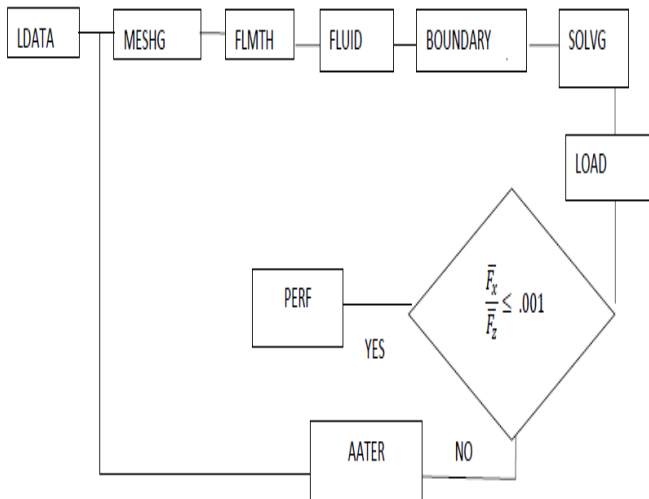 LDATA
MESHG
FLMTH
FLUID
BOUNDARY
SOLVG
LOAD
F̅x / F̅z ≤ .001
PERF
YES
AATER
NO